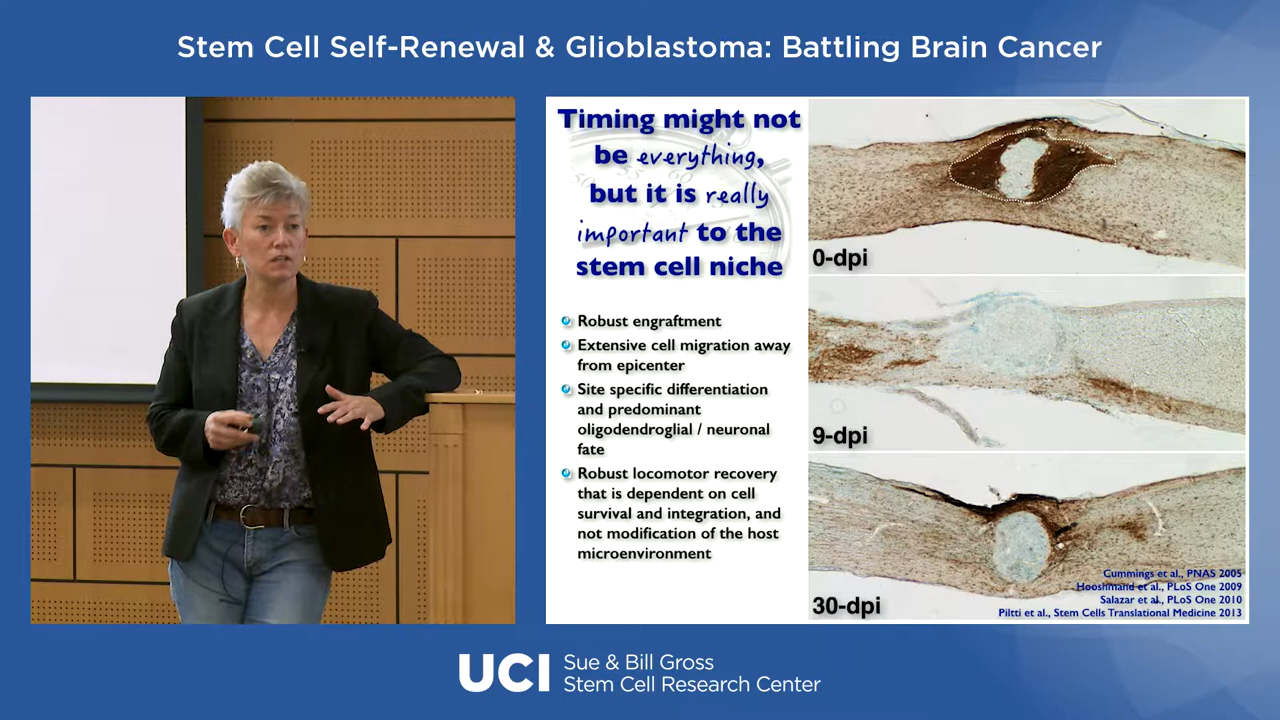 Stem Cell Self-Renewal & Glioblastoma: Battling Brain Cancer
Timing might not
be everything,
but it is really
important to the
stem cell niche
Robust engraftment
Extensive cell migration away
from epicenter
Site specific differentiation
and predominant
oligodendroglial / neuronal
fate
Robust locomotor recovery
that is dependent on cell
survival and integration, and
not modification of the host
microenvironment
0-dpi
9-dpi
30-dpi
Cummings et al., PNAS 2005
Hooshmand et al., PLoS One 2009
Salazar et al., PLoS One 2010
Piltti et al., Stem Cells Translational Medicine 2013
UCI
Sue & Bill Gross
Stem Cell Research Center